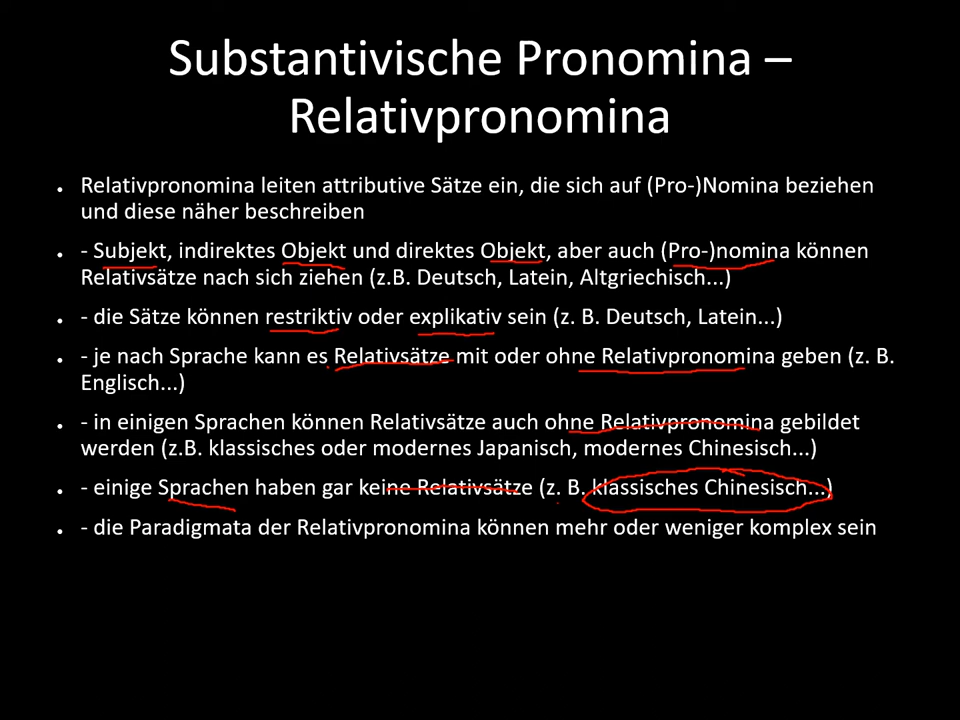 Substantivische Pronomina –
Relativpronomina
● Relativpronomina leiten attributive Sätze ein, die sich auf (Pro-)Nomina beziehen
und diese näher beschreiben
● - Subjekt, indirektes Objekt und direktes Objekt, aber auch (Pro-)nomina können
Relativsätze nach sich ziehen (z.B. Deutsch, Latein, Altgriechisch...)
● - die Sätze können restriktiv oder explikativ sein (z. B. Deutsch, Latein...)
● - je nach Sprache kann es Relativsätze mit oder ohne Relativpronomina geben (z. B.
Englisch...)
● - in einigen Sprachen können Relativsätze auch ohne Relativpronomina gebildet
werden (z.B. klassisches oder modernes Japanisch, modernes Chinesisch...)
● - einige Sprachen haben gar keine Relativsätze (z. B. klassisches Chinesisch...)
● - die Paradigmata der Relativpronomina können mehr oder weniger komplex sein